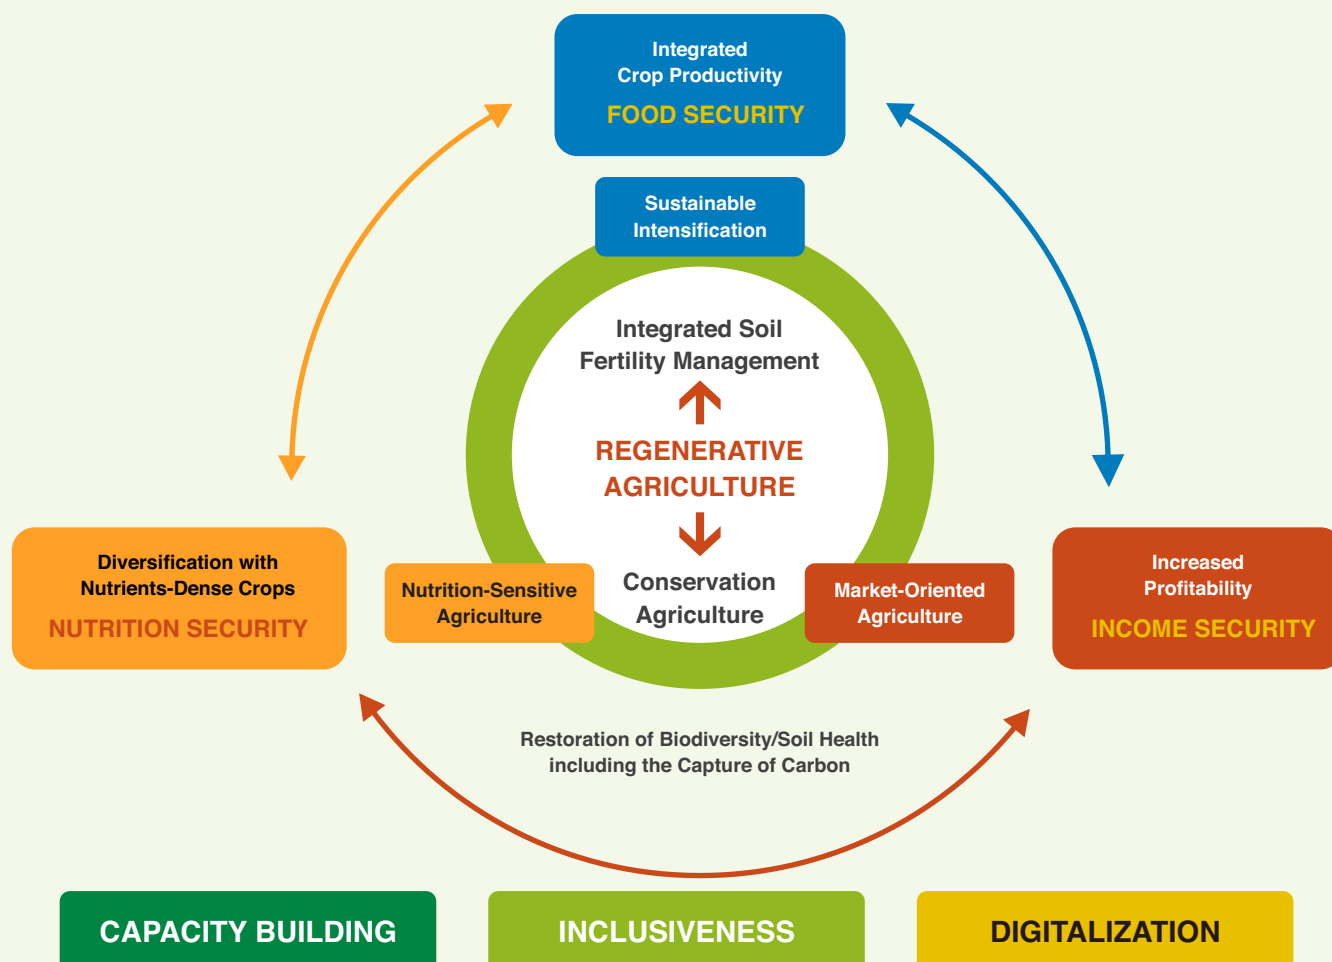 Integrated
Crop Productivity
FOOD SECURITY
Sustainable
Intensification
Integrated Soil
Fertility Management
REGENERATIVE
AGRICULTURE
Conservation
Agriculture
Diversification with
Nutrients-Dense Crops
NUTRITION SECURITY
Nutrition-Sensitive
Agriculture
Market-Oriented
Agriculture
Increased
Profitability
INCOME SECURITY
Restoration of Biodiversity/Soil Health
including the Capture of Carbon
CAPACITY BUILDING
INCLUSIVENESS
DIGITALIZATION